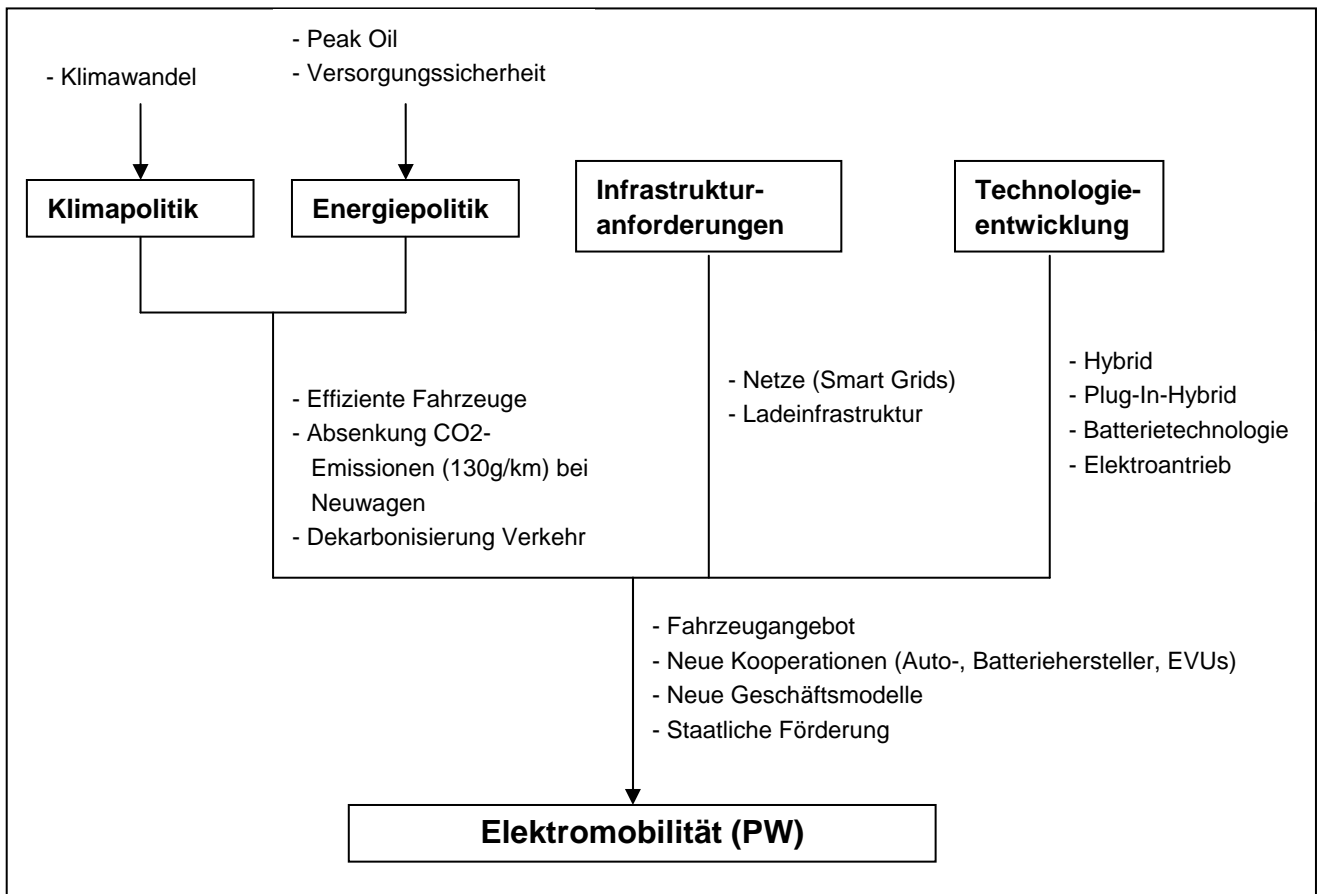 - Peak Oil
- Versorgungssicherheit
- Klimawandel
Klimapolitik
Energiepolitik
Infrastruktur-
anforderungen
Technologie-
entwicklung
- Effiziente Fahrzeuge
- Absenkung CO2-
Emissionen (130g/km) bei
Neuwagen
- Dekarbonisierung Verkehr
- Netze (Smart Grids)
- Ladeinfrastruktur
- Hybrid
- Plug-In-Hybrid
- Batterietechnologie
- Elektroantrieb
- Fahrzeugangebot
- Neue Kooperationen (Auto-, Batteriehersteller, EVUs)
- Neue Geschäftsmodelle
- Staatliche Förderung
Elektromobilität (PW)